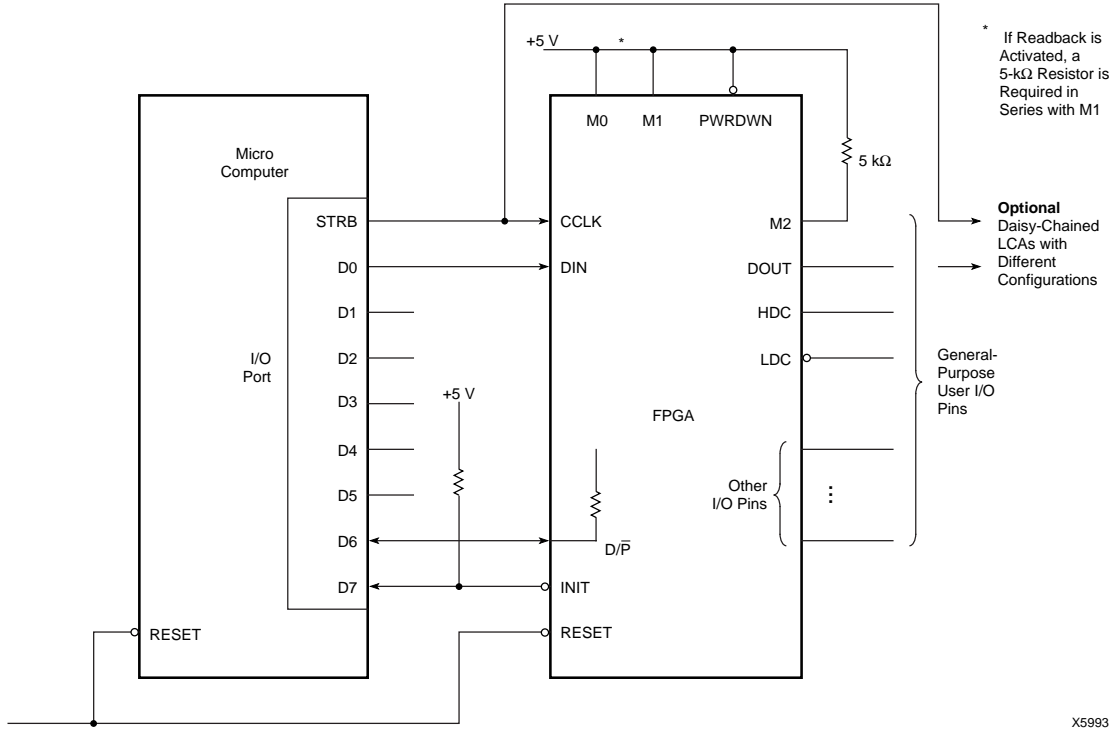 +5 V
*
*
If Readback is
Activated, a
5-kΩ Resistor is
Required in
Series with M1
M0
M1
PWRDWN
Micro
Computer
5 kΩ
STRB
CCLK
M2
Optional
Daisy-Chained
LCAs with
Different
Configurations
D0
DIN
DOUT
D1
HDC
I/O
Port
D2
LDC
General-
Purpose
User I/O
Pins
D3
+5 V
FPGA
D4
D5
Other
I/O Pins
...
D6
D/P̅
D7
INIT
RESET
RESET
X5993